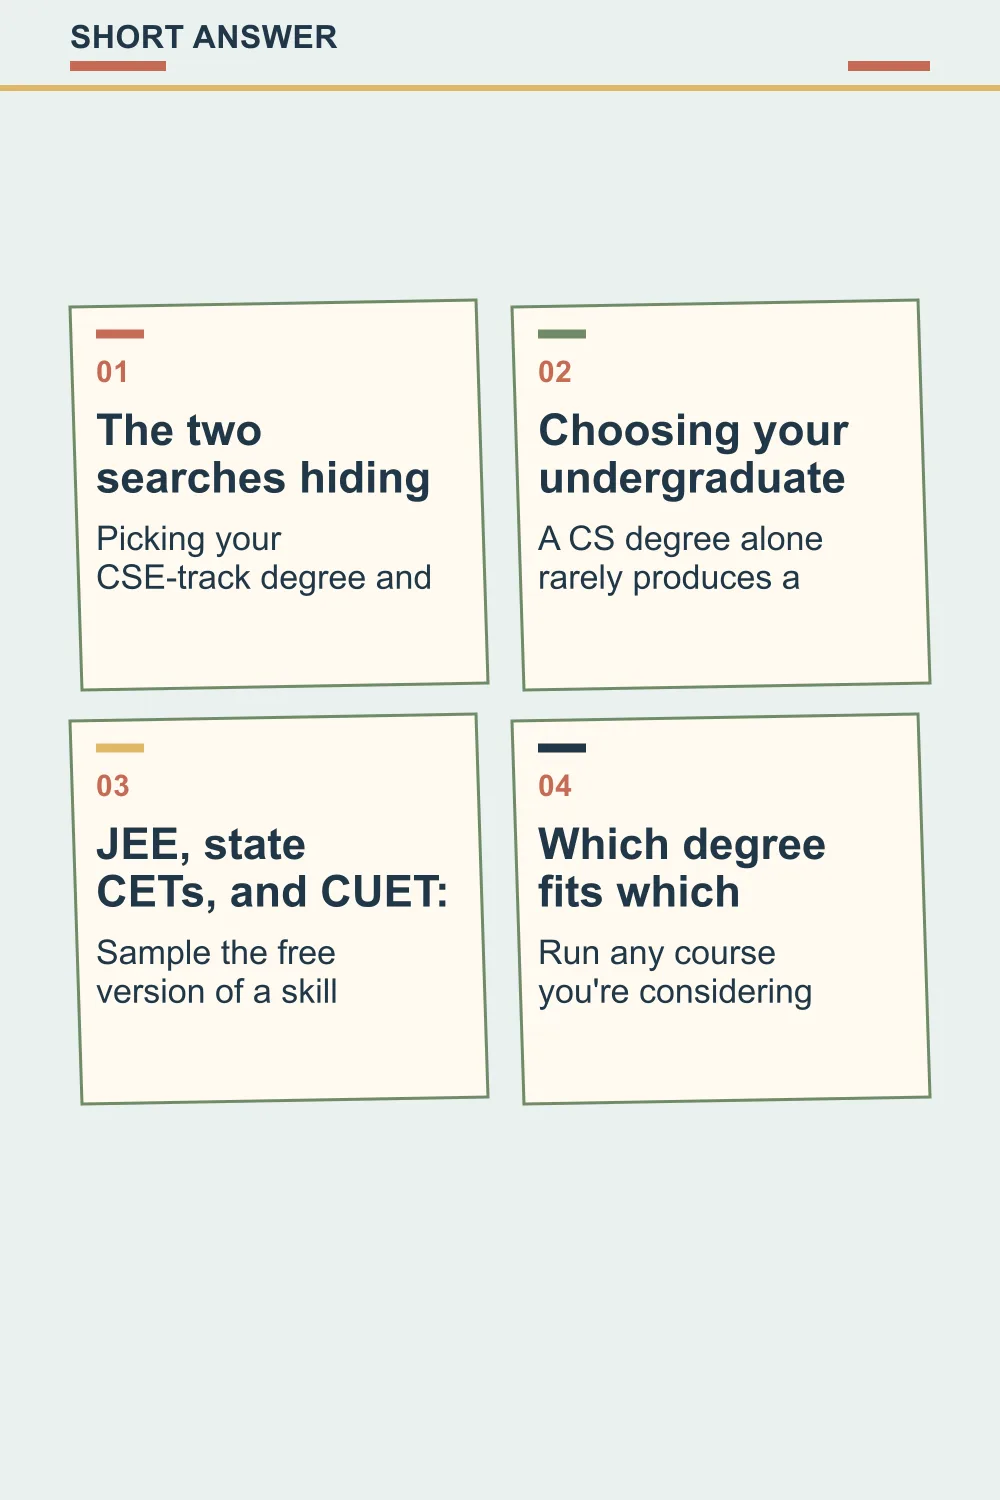 SHORT ANSWER
01
The two
searches hiding
Picking your
CSE-track degree and
02
Choosing your
undergraduate
A CS degree alone
rarely produces a
03
JEE, state
CETs, and CUET:
Sample the free
version of a skill
04
Which degree
fits which
Run any course
you're considering